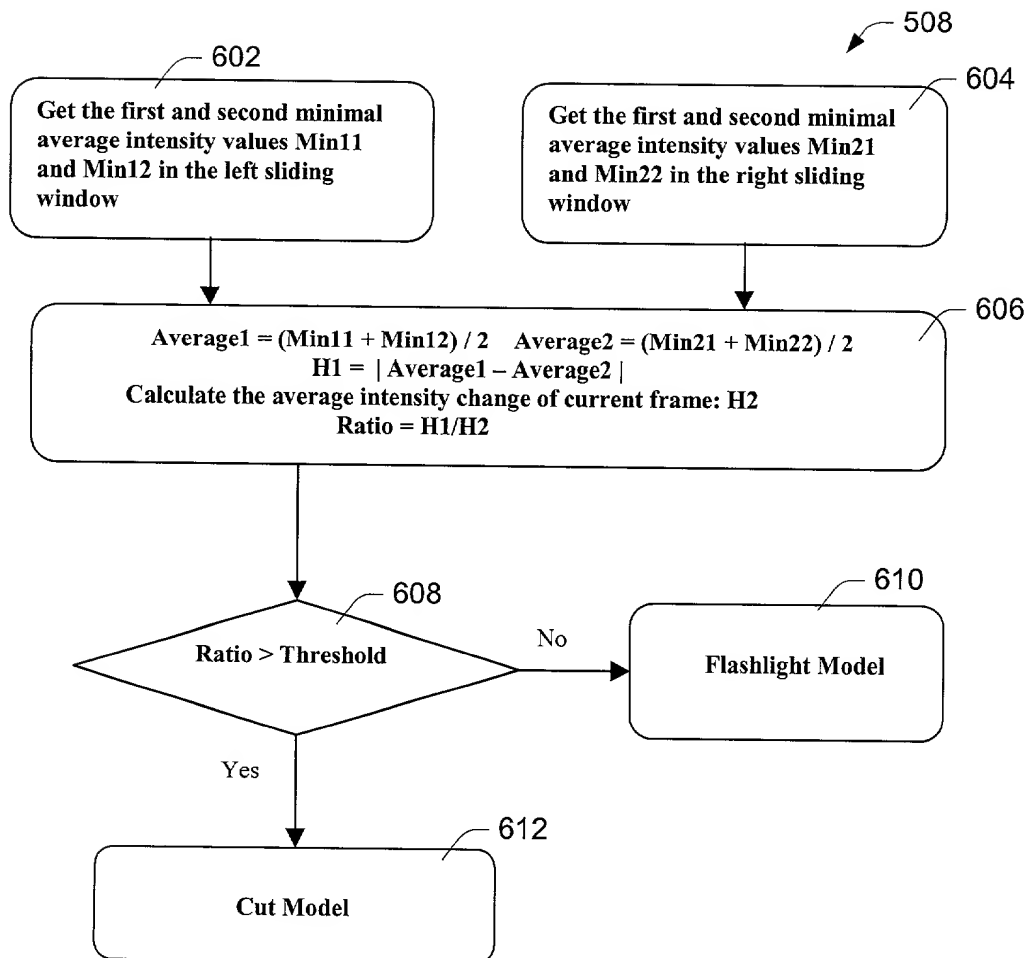 508
602
Get the first and second minimal
average intensity values Min11
and Min12 in the left sliding
window
604
Get the first and second minimal
average intensity values Min21
and Min22 in the right sliding
window
606
Average1 = (Min11 + Min12) / 2 Average2 = (Min21 + Min22) / 2
H1 = | Average1 – Average2 |
Calculate the average intensity change of current frame: H2
Ratio = H1/H2
608
Ratio > Threshold
No
610
Flashlight Model
Yes
612
Cut Model